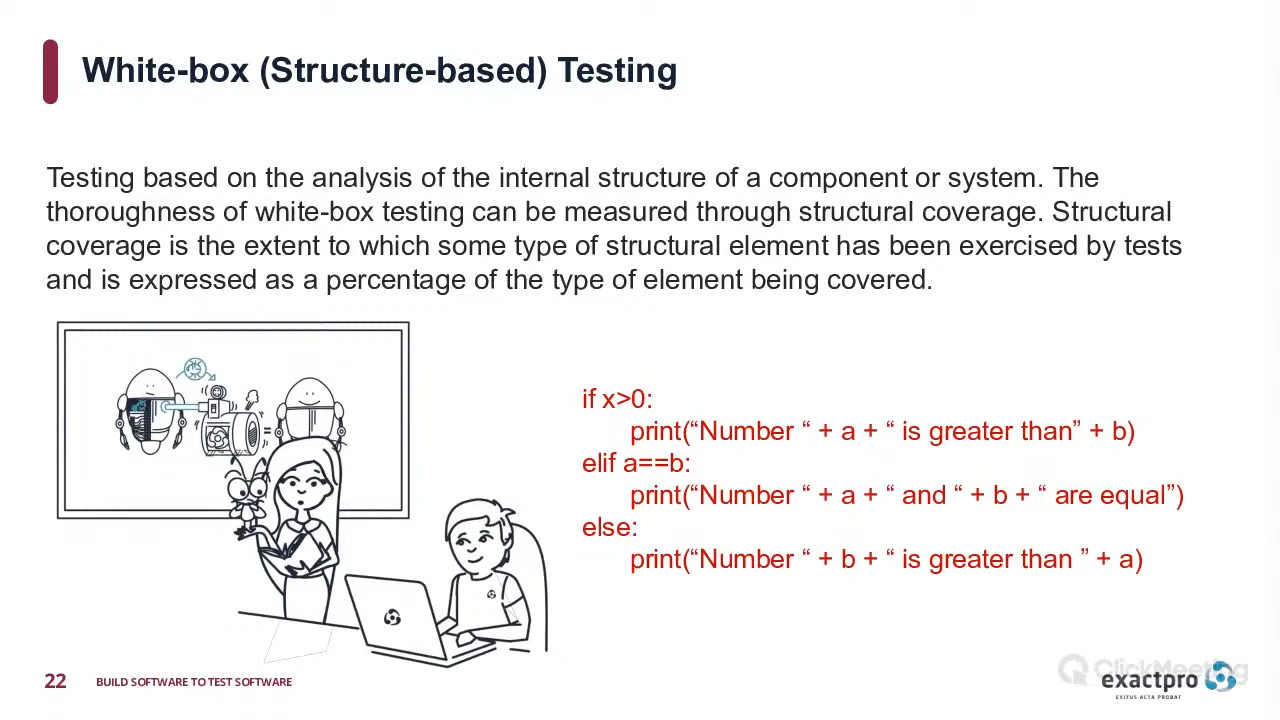 White-box (Structure-based) Testing
Testing based on the analysis of the internal structure of a component or system. The
thoroughness of white-box testing can be measured through structural coverage. Structural
coverage is the extent to which some type of structural element has been exercised by tests
and is expressed as a percentage of the type of element being covered.
if x>0:
print(“Number “ + a + “ is greater than” + b)
elif a==b:
print(“Number “ + a + “ and “ + b + “ are equal”)
else:
print(“Number “ + b + “ is greater than ” + a)
22
BUILD SOFTWARE TO TEST SOFTWARE
ClickMeeting
exactpro
EXITUS ACTA PROBAT